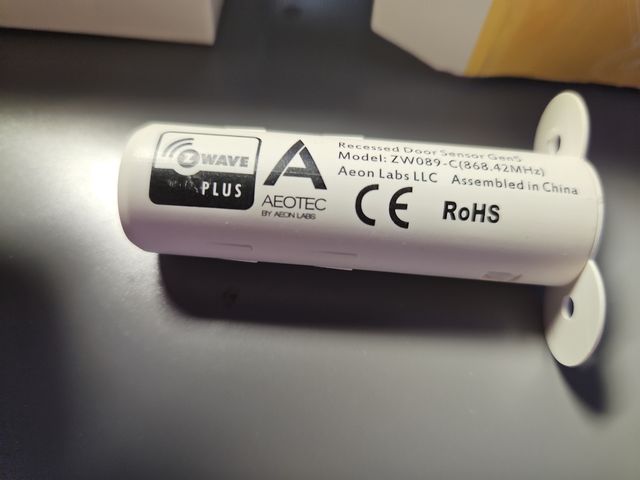 Z WAVE
PLUS
AEOTEC
BY AEON LABS
Recessed Door Sensor Gen5
Model: ZW089-C(868.42MHz)
Aeon Labs LLC Assembled in China
CE RoHS